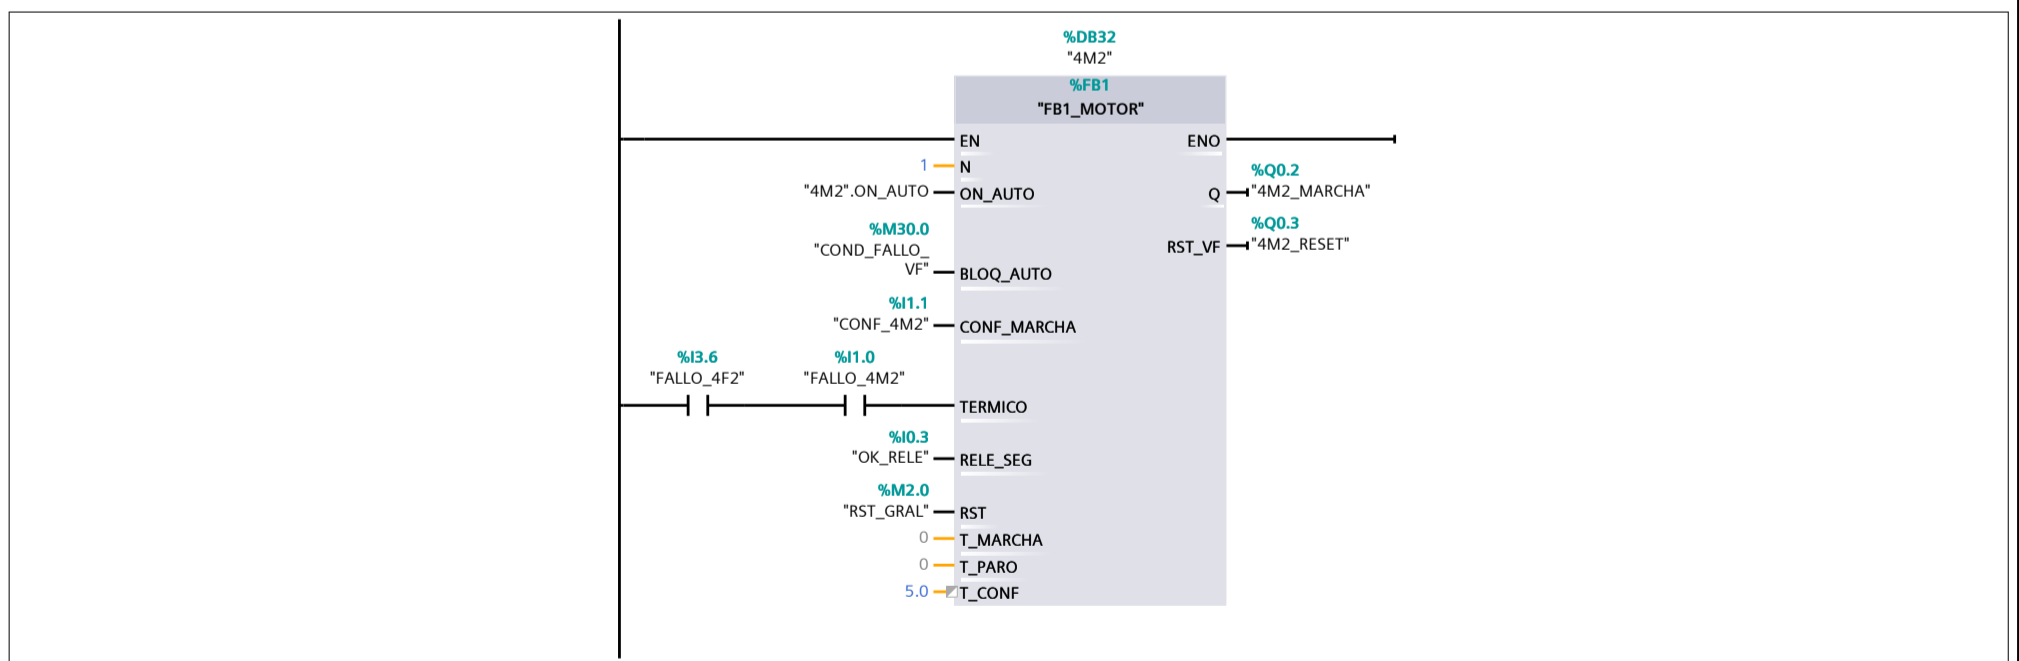 %DB32
"4M2"
%FB1
"FB1_MOTOR"
EN
ENO
1
N
%Q0.2
"4M2".ON_AUTO
ON_AUTO
Q
"4M2_MARCHA"
%M30.0
"COND_FALLO_
VF"
BLOQ_AUTO
%Q0.3
RST_VF
"4M2_RESET"
%I1.1
"CONF_4M2"
CONF_MARCHA
%I3.6
"FALLO_4F2"
%I1.0
"FALLO_4M2"
TERMICO
%I0.3
"OK_RELE"
RELE_SEG
%M2.0
"RST_GRAL"
RST
0
T_MARCHA
0
T_PARO
5.0
T_CONF